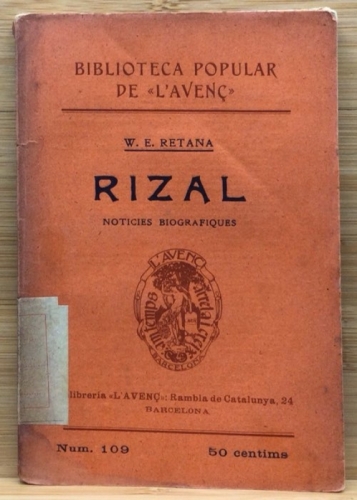 BIBLIOTECA POPULAR
DE «L'AVENÇ»
W. E. RETANA
RIZAL
NOTICIES BIOGRAFIQUES
L'AVENÇ
BARCELONA
llibreria «L'AVENÇ»: Rambla de Catalunya, 24
BARCELONA
Num. 109
50 centims